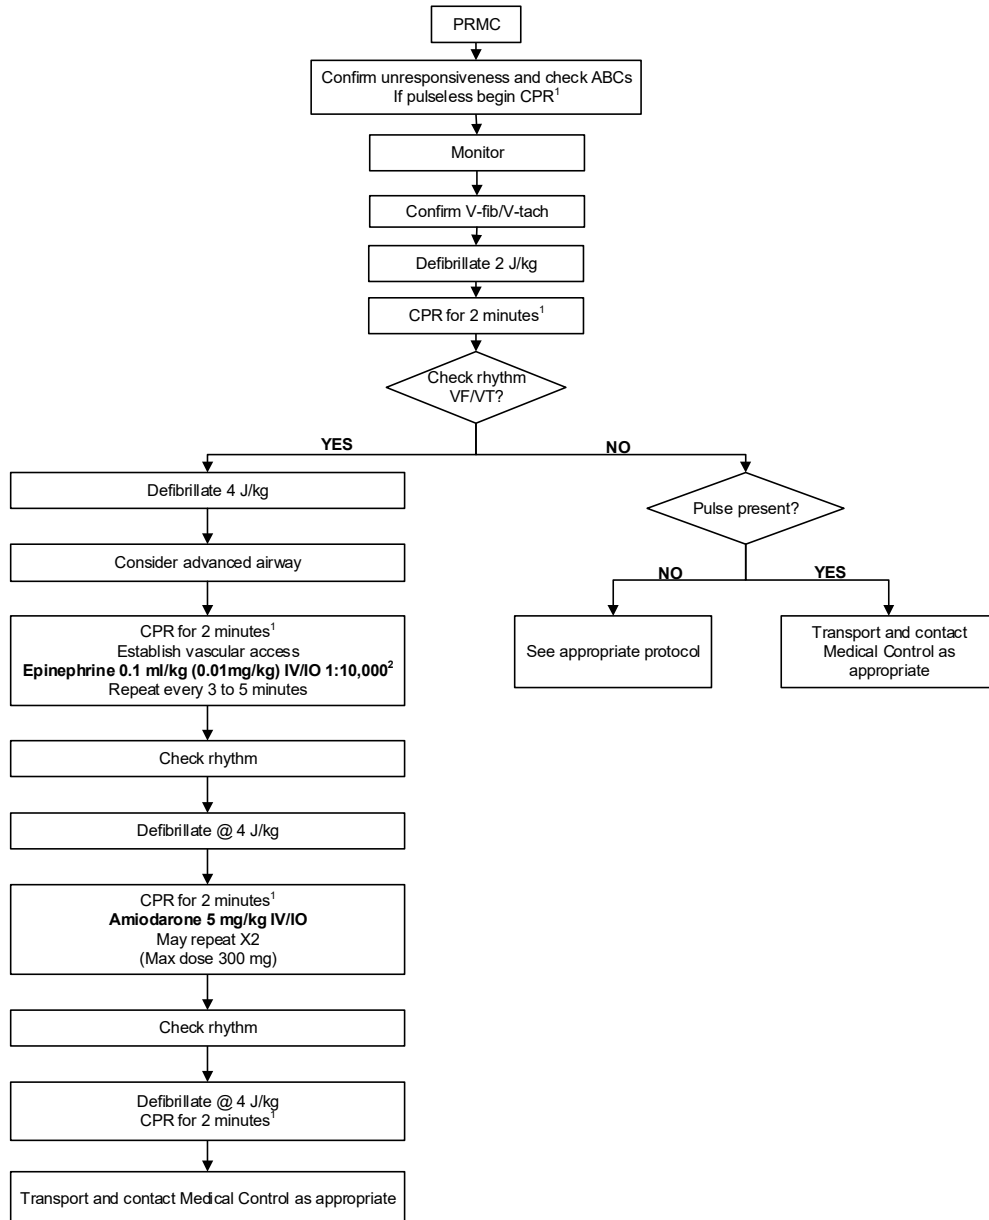 PRMC
Confirm unresponsiveness and check ABCs
If pulseless begin CPR¹
Monitor
Confirm V-fib/V-tach
Defibrillate 2 J/kg
CPR for 2 minutes¹
Check rhythm
VF/VT?
YES
NO
Defibrillate 4 J/kg
Consider advanced airway
CPR for 2 minutes¹
Establish vascular access
Epinephrine 0.1 ml/kg (0.01mg/kg) IV/IO 1:10,000²
Repeat every 3 to 5 minutes
Check rhythm
Defibrillate @ 4 J/kg
CPR for 2 minutes¹
Amiodarone 5 mg/kg IV/IO
May repeat X2
(Max dose 300 mg)
Check rhythm
Defibrillate @ 4 J/kg
CPR for 2 minutes¹
Transport and contact Medical Control as appropriate
Pulse present?
NO
YES
See appropriate protocol
Transport and contact
Medical Control as
appropriate